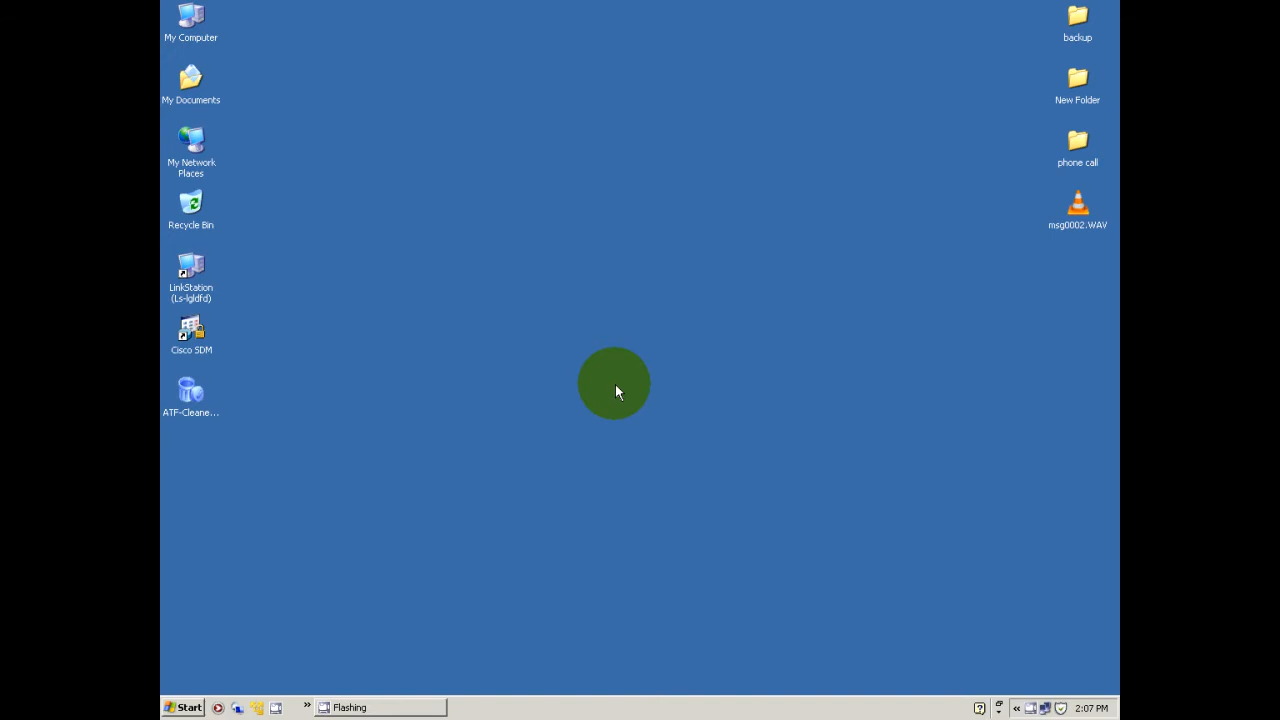 My Computer
My Documents
My Network
Places
Recycle Bin
LinkStation
(Ls-lgldfd)
Cisco SDM
ATF-Cleane...
backup
New Folder
phone call
msg0002.WAV
Start
»
Flashing
«
2:07 PM